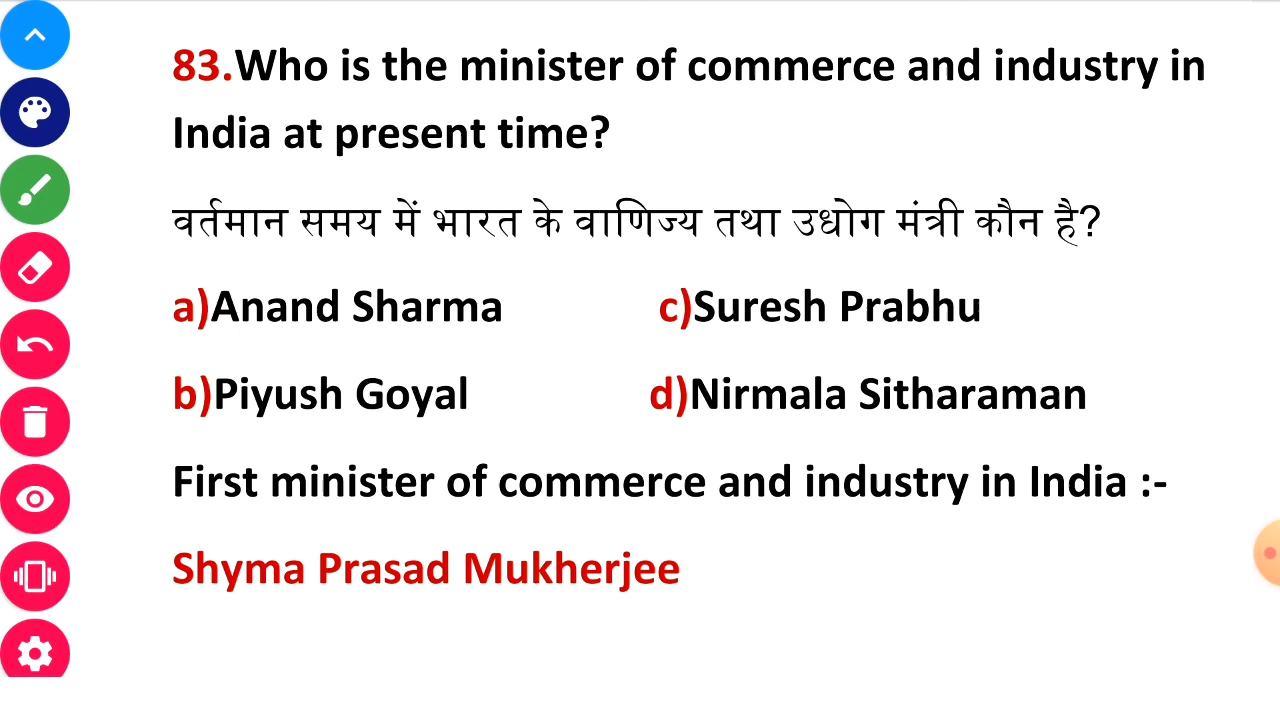 83.Who is the minister of commerce and industry in
India at present time?
वर्तमान समय में भारत के वाणिज्य तथा उधोग मंत्री कौन है?
a)Anand Sharma c)Suresh Prabhu
b)Piyush Goyal d)Nirmala Sitharaman
First minister of commerce and industry in India :-
Shyma Prasad Mukherjee